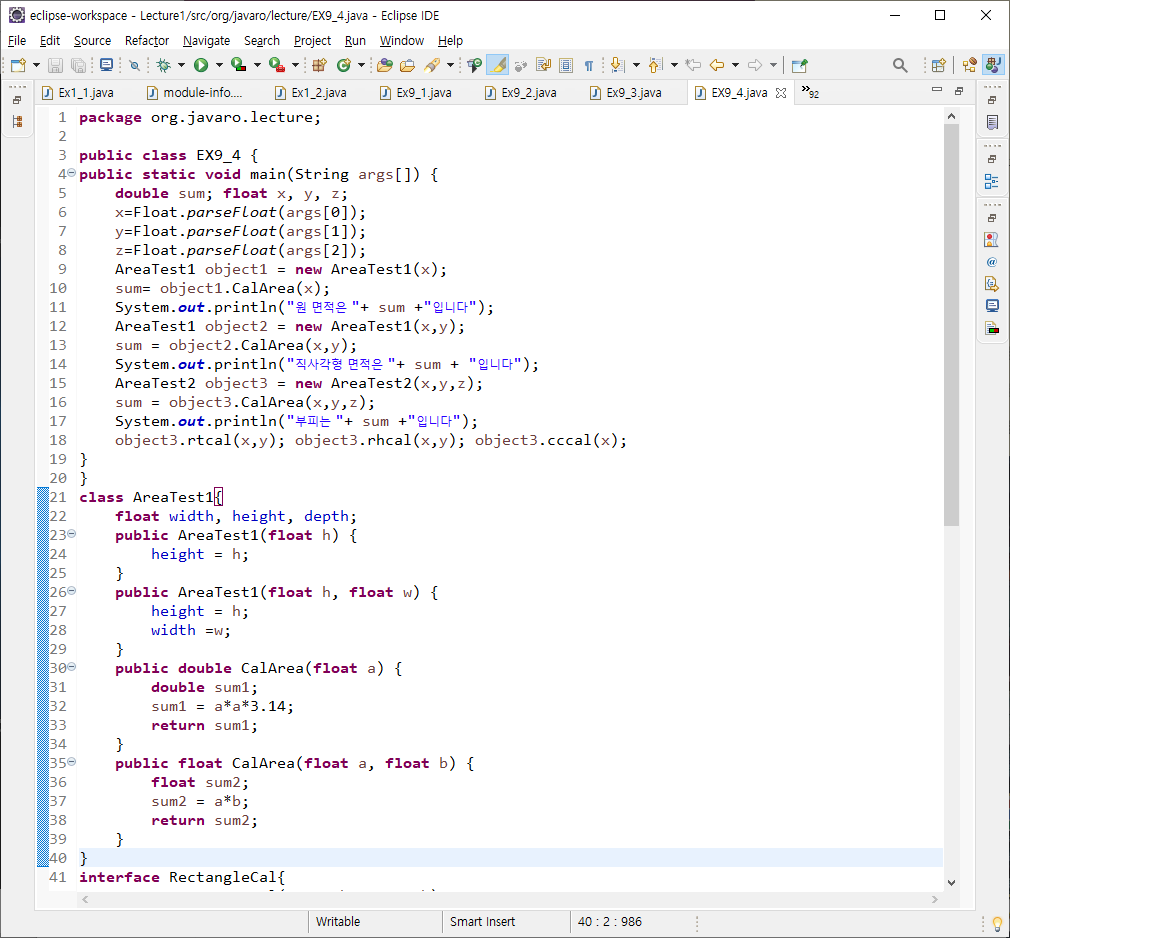 eclipse-workspace - Lecture1/src/org/javaro/lecture/EX9_4.java - Eclipse IDE
File Edit Source Refactor Navigate Search Project Run Window Help
Ex1_1.java module-info.... Ex1_2.java Ex9_1.java Ex9_2.java Ex9_3.java EX9_4.java »92
1 package org.javaro.lecture;
2
3 public class EX9_4 {
4 public static void main(String args[]) {
5 double sum; float x, y, z;
6 x=Float.parseFloat(args[0]);
7 y=Float.parseFloat(args[1]);
8 z=Float.parseFloat(args[2]);
9 AreaTest1 object1 = new AreaTest1(x);
10 sum= object1.CalArea(x);
11 System.out.println("원 면적은 "+ sum +"입니다");
12 AreaTest1 object2 = new AreaTest1(x,y);
13 sum = object2.CalArea(x,y);
14 System.out.println("직사각형 면적은 "+ sum + "입니다");
15 AreaTest2 object3 = new AreaTest2(x,y,z);
16 sum = object3.CalArea(x,y,z);
17 System.out.println("부피는 "+ sum +"입니다");
18 object3.rtcal(x,y); object3.rhcal(x,y); object3.cccal(x);
19 }
20 }
21 class AreaTest1{
22 float width, height, depth;
23 public AreaTest1(float h) {
24 height = h;
25 }
26 public AreaTest1(float h, float w) {
27 height = h;
28 width =w;
29 }
30 public double CalArea(float a) {
31 double sum1;
32 sum1 = a*a*3.14;
33 return sum1;
34 }
35 public float CalArea(float a, float b) {
36 float sum2;
37 sum2 = a*b;
38 return sum2;
39 }
40 }
41 interface RectangleCal{
Writable Smart Insert 40 : 2 : 986